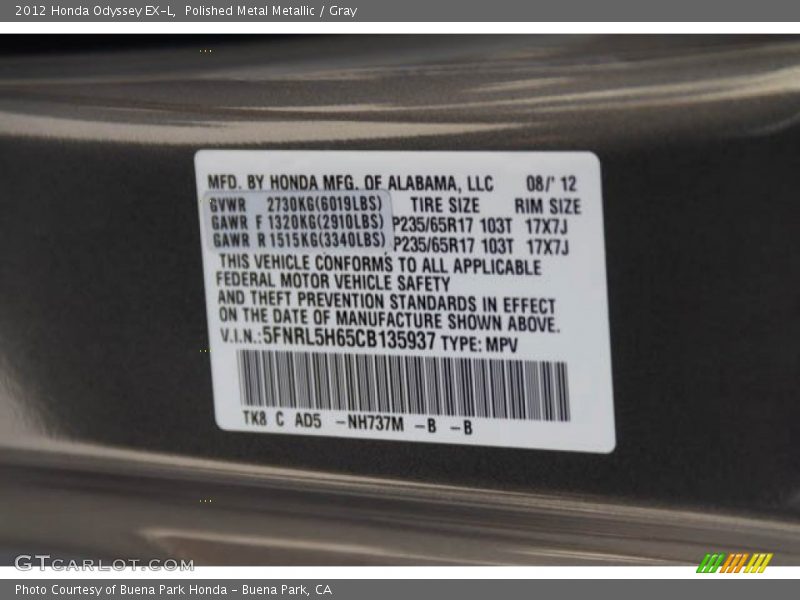 2012 Honda Odyssey EX-L,  Polished Metal Metallic / Gray
MFD. BY HONDA MFG. OF ALABAMA, LLC 08/' 12
GVWR 2730KG(6019LBS) TIRE SIZE RIM SIZE
GAWR F 1320KG(2910LBS) P235/65R17 103T 17X7J
GAWR R 1515KG(3340LBS) P235/65R17 103T 17X7J
THIS VEHICLE CONFORMS TO ALL APPLICABLE
FEDERAL MOTOR VEHICLE SAFETY
AND THEFT PREVENTION STANDARDS IN EFFECT
ON THE DATE OF MANUFACTURE SHOWN ABOVE.
V.I.N.:5FNRL5H65CB135937 TYPE: MPV
TK8 C AD5 -NH737M -B -B
GTCARLOT.COM
Photo Courtesy of Buena Park Honda - Buena Park, CA